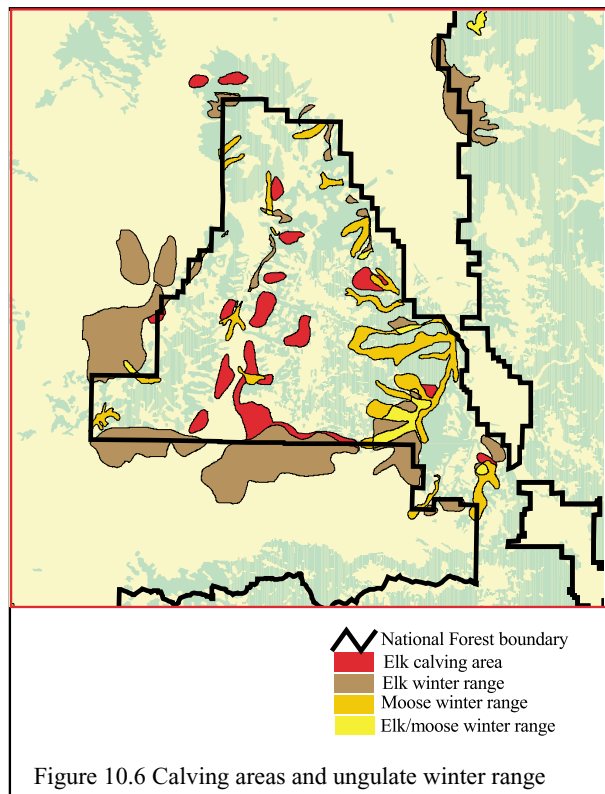 National Forest boundary
Elk calving area
Elk winter range
Moose winter range
Elk/moose winter range
Figure 10.6 Calving areas and ungulate winter range